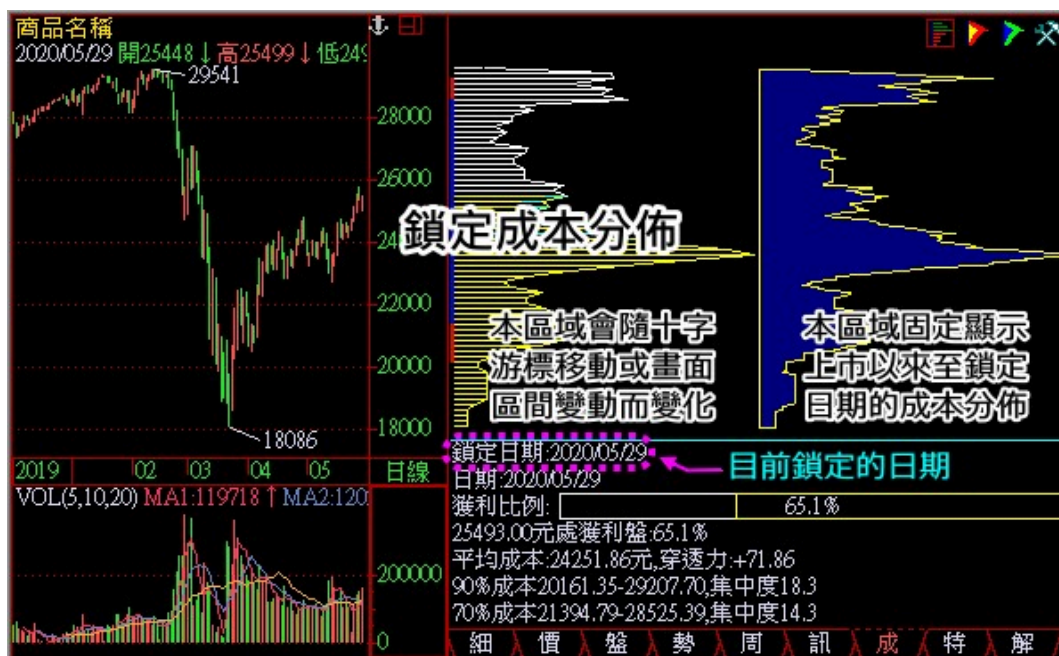 商品名稱
2020/05/29 開25448↓高25499↓低249
29541
28000
26000
24000
22000
20000
18000
18086
2019 02 03 04 05 日線
VOL(5,10,20) MA1:119718↑MA2:120
200000
0
鎖定成本分佈
本區域會隨十字
游標移動或畫面
區間變動而變化
本區域固定顯示
上市以來至鎖定
日期的成本分佈
鎖定日期:2020/05/29
目前鎖定的日期
日期:2020/05/29
獲利比例: 65.1%
25493.00元處獲利盤:65.1%
平均成本:24251.86元,穿透力:+71.86
90%成本20161.35-29207.70,集中度18.3
70%成本21394.79-28525.39,集中度14.3
細 價 盤 勢 周 訊 成 特 解